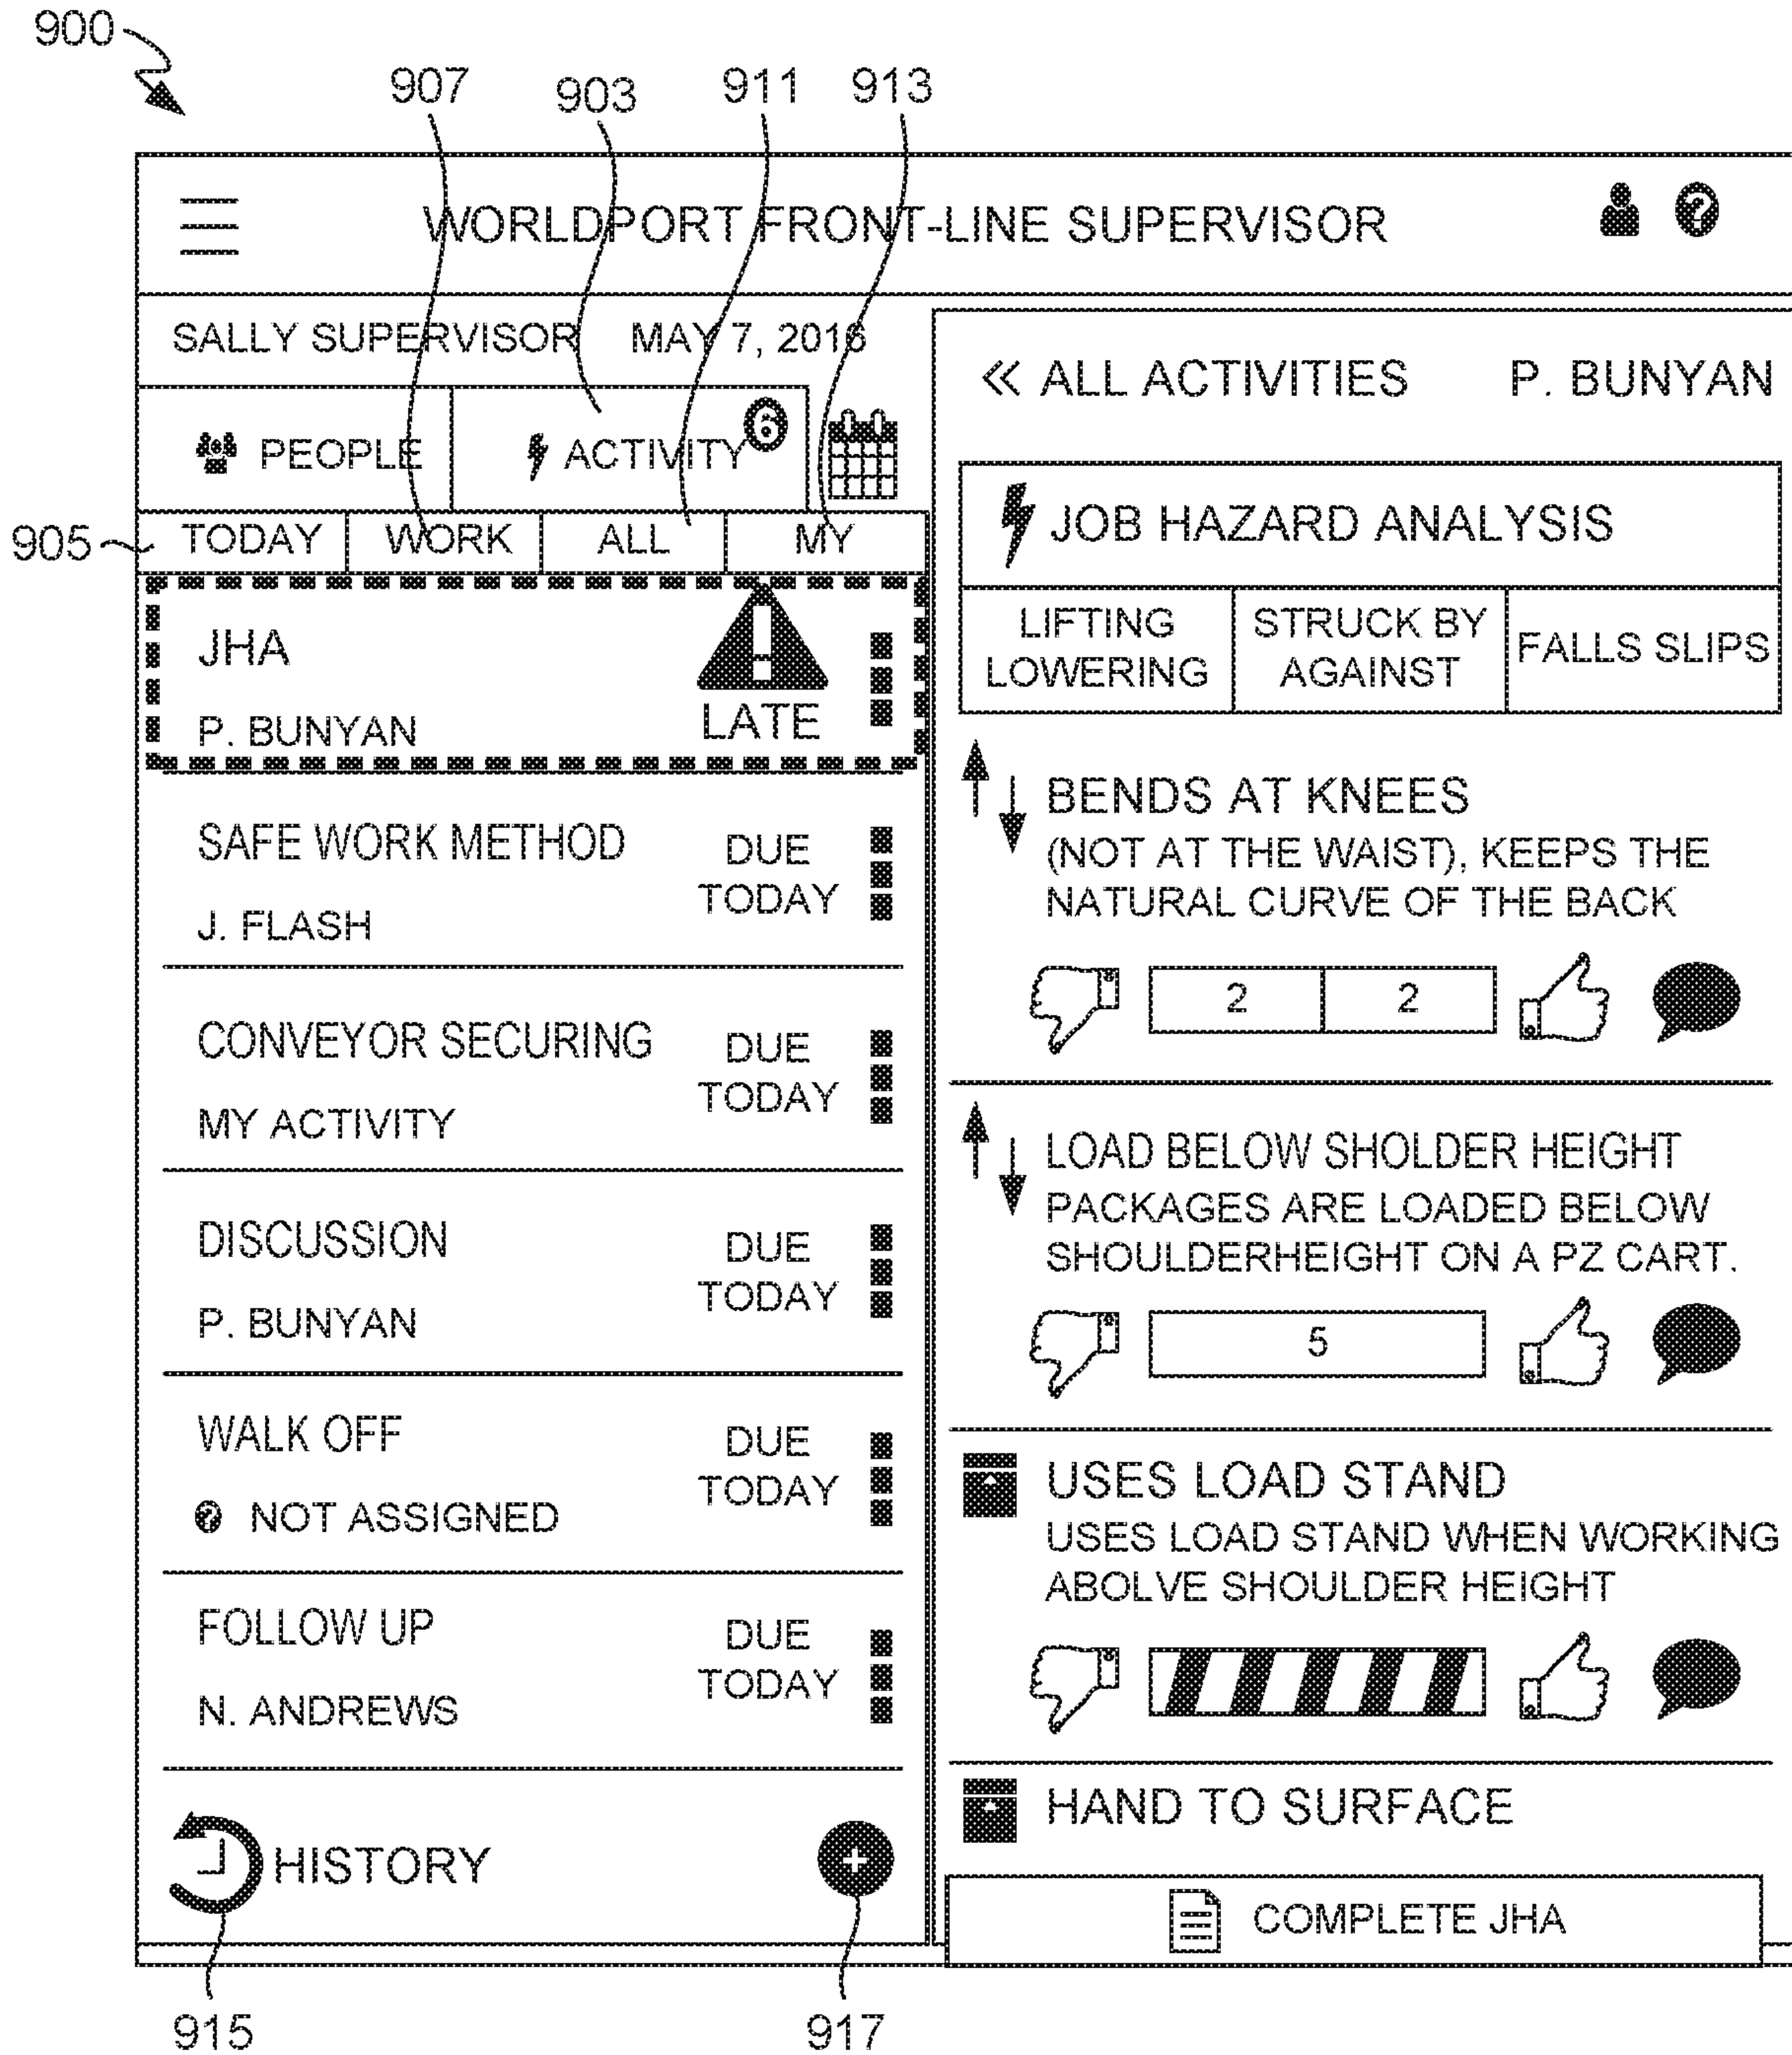 900
907
903
911
913
WORLDPORT FRONT-LINE SUPERVISOR
?
SALLY SUPERVISOR MAY 7, 2016
PEOPLE
ACTIVITY
6
905
TODAY
WORK
ALL
MY
JHA
P. BUNYAN
!
LATE
SAFE WORK METHOD
J. FLASH
DUE
TODAY
CONVEYOR SECURING
MY ACTIVITY
DUE
TODAY
DISCUSSION
P. BUNYAN
DUE
TODAY
WALK OFF
? NOT ASSIGNED
DUE
TODAY
FOLLOW UP
N. ANDREWS
DUE
TODAY
HISTORY
+
915
917
« ALL ACTIVITIES P. BUNYAN
JOB HAZARD ANALYSIS
LIFTING
LOWERING
STRUCK BY
AGAINST
FALLS SLIPS
BENDS AT KNEES
(NOT AT THE WAIST), KEEPS THE
NATURAL CURVE OF THE BACK
2 2
LOAD BELOW SHOLDER HEIGHT
PACKAGES ARE LOADED BELOW
SHOULDERHEIGHT ON A PZ CART.
5
USES LOAD STAND
USES LOAD STAND WHEN WORKING
ABOLVE SHOULDER HEIGHT
HAND TO SURFACE
COMPLETE JHA